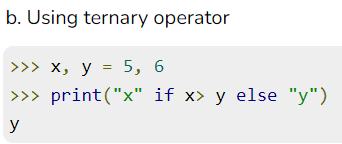 b. Using ternary operator
>>> x, y = 5, 6
>>> print("x" if x> y else "y")
y